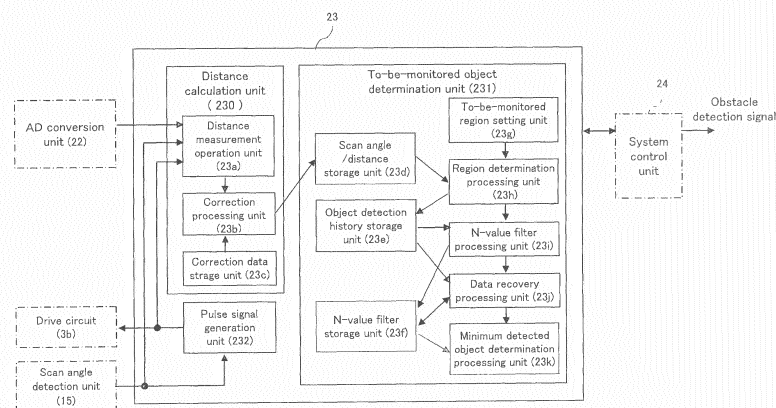 23
Distance
calculation unit
( 230 )
To-be-monitored object
determination unit (231)
24
Obstacle
detection signal
AD conversion
unit (22)
Distance
measurement
operation unit
(23a)
Correction
processing unit
(23b)
Correction data
strage unit (23c)
Scan angle
/distance
storage unit (23d)
To-be-monitored
region setting unit
(23g)
Region determination
processing unit
(23h)
Object detection
history storage
unit (23e)
N-value filter
processing unit (23i)
Data recovery
processing unit (23j)
N-value filter
storage unit (23f)
Minimum detected
object determination
processing unit (23k)
System
control
unit
Drive circuit
(3b)
Pulse signal
generation
unit (232)
Scan angle
detection unit
(15)